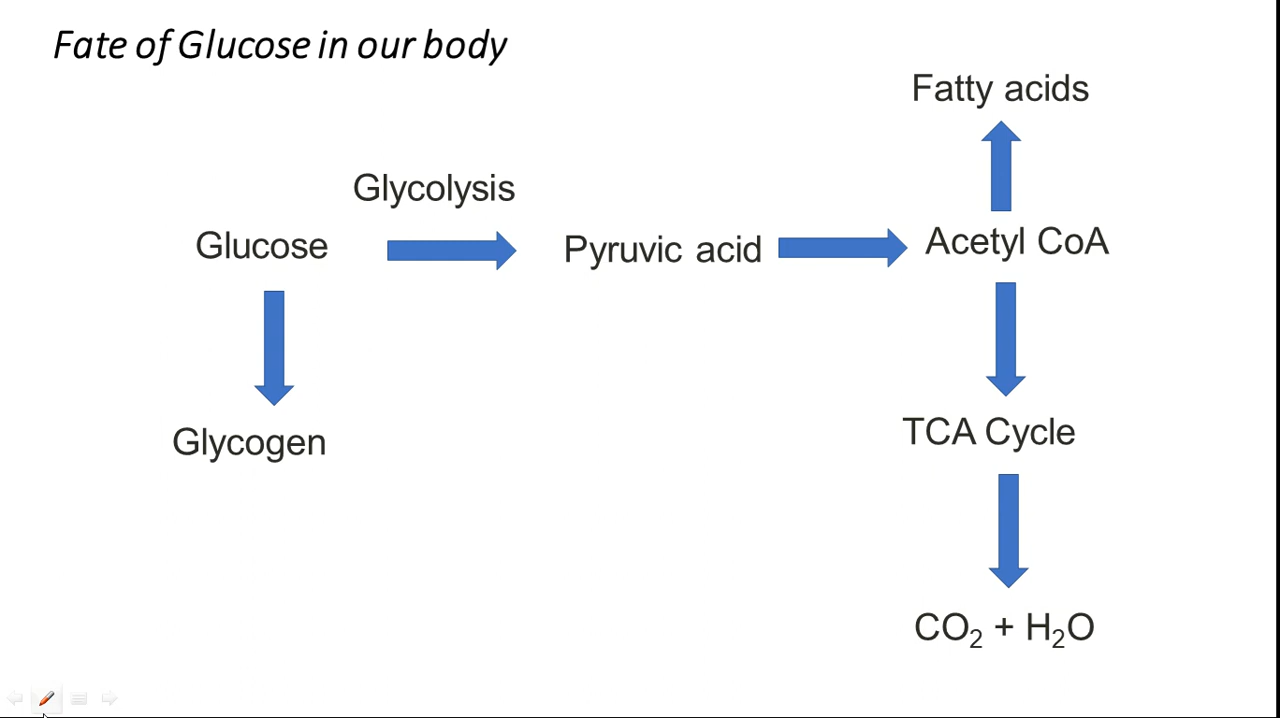 Fate of Glucose in our body
Fatty acids
Glycolysis
Glucose
Pyruvic acid
Acetyl CoA
Glycogen
TCA Cycle
CO₂ + H₂O